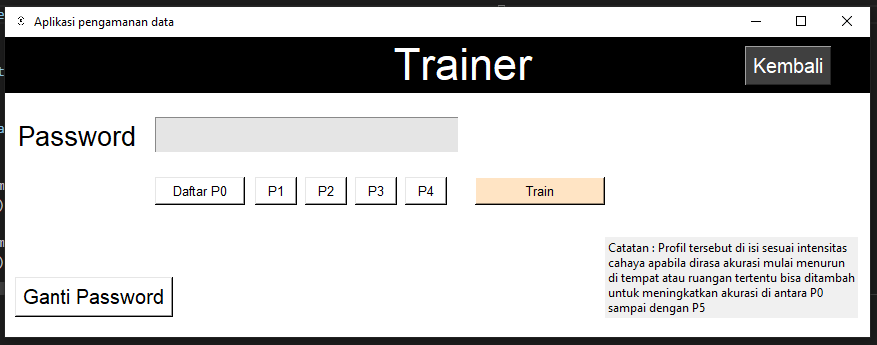 Aplikasi pengamanan data
Trainer
Kembali
Password
Daftar P0 P1 P2 P3 P4 Train
Catatan : Profil tersebut di isi sesuai intensitas
cahaya apabila dirasa akurasi mulai menurun
di tempat atau ruangan tertentu bisa ditambah
untuk meningkatkan akurasi di antara P0
sampai dengan P5
Ganti Password